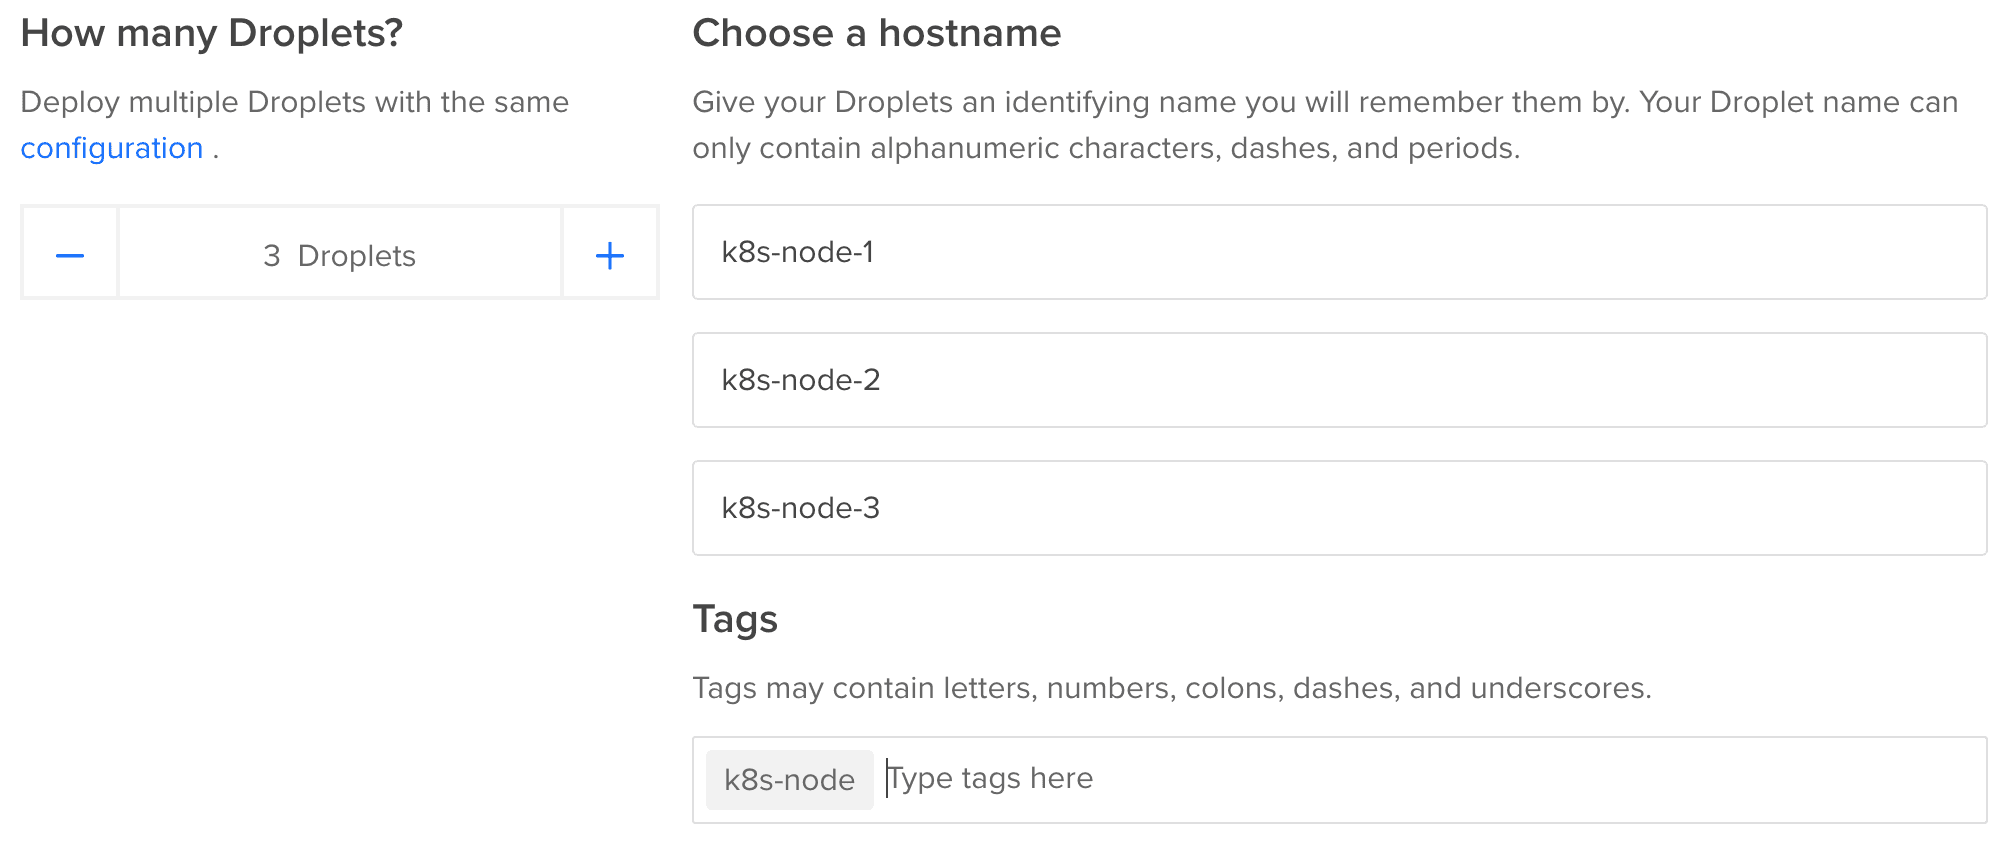 How many Droplets?
Deploy multiple Droplets with the same
configuration .
3 Droplets
Choose a hostname
Give your Droplets an identifying name you will remember them by. Your Droplet name can
only contain alphanumeric characters, dashes, and periods.
k8s-node-1
k8s-node-2
k8s-node-3
Tags
Tags may contain letters, numbers, colons, dashes, and underscores.
k8s-node Type tags here